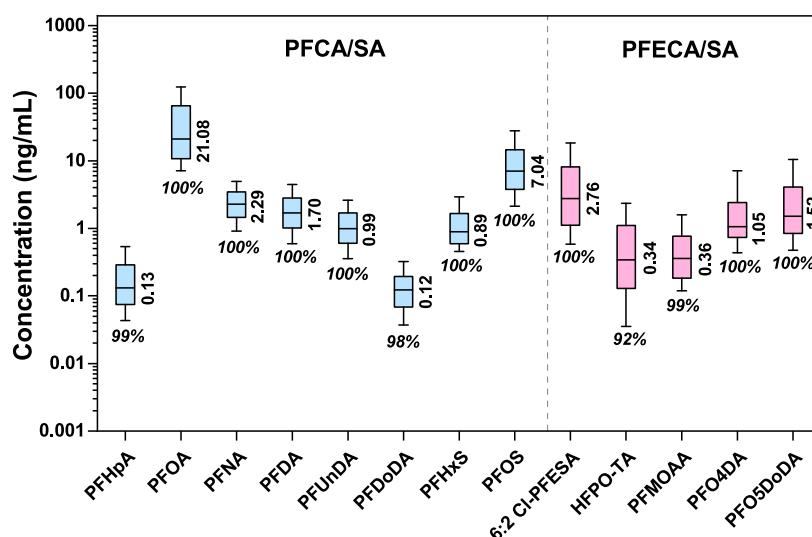 PFCA/SA
PFECA/SA
Concentration (ng/mL)
1000
100
10
1
0.1
0.01
0.001
0.13
99%
21.08
100%
2.29
100%
1.70
100%
0.99
100%
0.12
98%
0.89
100%
7.04
100%
2.76
100%
0.34
92%
0.36
99%
1.05
100%
1.52
100%
PFHpA
PFOA
PFNA
PFDA
PFUnDA
PFDoDA
PFHxS
PFOS
6:2 Cl-PFESA
HFPO-TA
PFMOAA
PFO4DA
PFO5DoDA